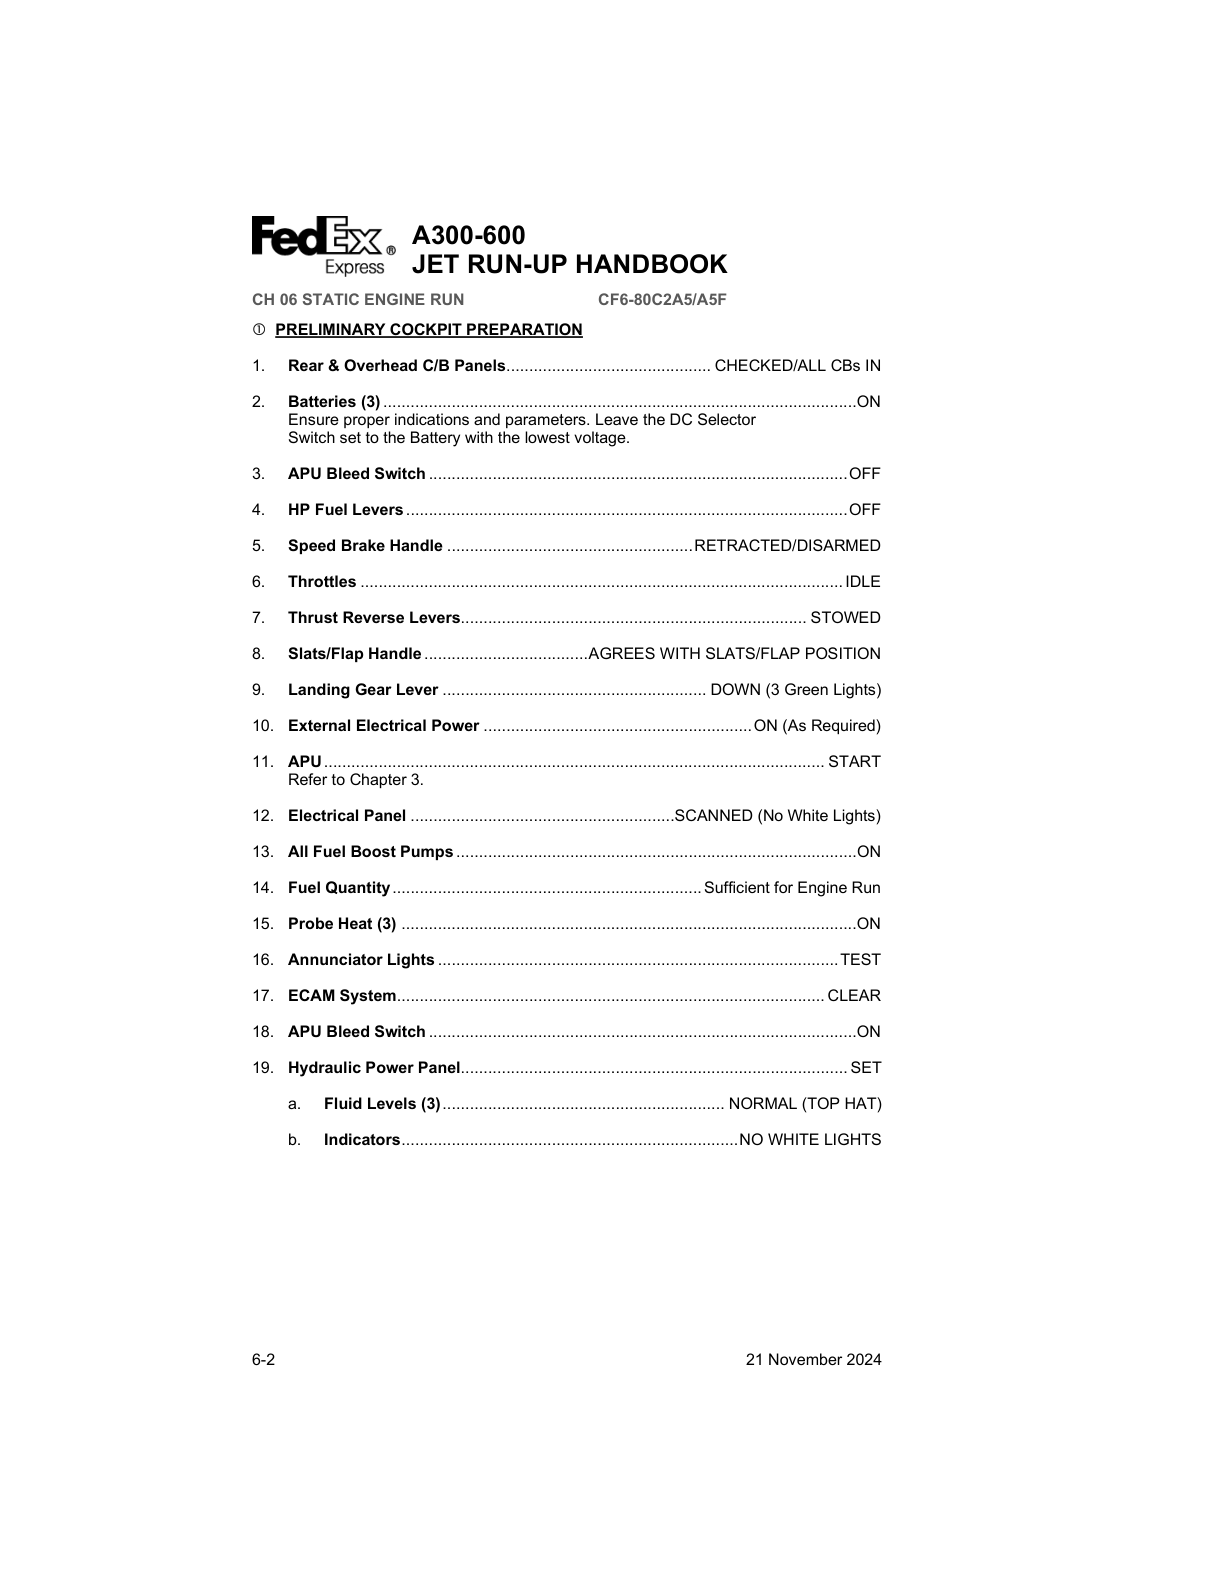 FedEx® A300-600
Express JET RUN-UP HANDBOOK
CH 06 STATIC ENGINE RUN CF6-80C2A5/A5F
① PRELIMINARY COCKPIT PREPARATION
1. Rear & Overhead C/B Panels............................................. CHECKED/ALL CBs IN
2. Batteries (3) ........................................................................................................ON
Ensure proper indications and parameters. Leave the DC Selector
Switch set to the Battery with the lowest voltage.
3. APU Bleed Switch ............................................................................................OFF
4. HP Fuel Levers .................................................................................................OFF
5. Speed Brake Handle ......................................................RETRACTED/DISARMED
6. Throttles .......................................................................................................... IDLE
7. Thrust Reverse Levers............................................................................ STOWED
8. Slats/Flap Handle ....................................AGREES WITH SLATS/FLAP POSITION
9. Landing Gear Lever .......................................................... DOWN (3 Green Lights)
10. External Electrical Power ...........................................................ON (As Required)
11. APU .............................................................................................................. START
Refer to Chapter 3.
12. Electrical Panel ..........................................................SCANNED (No White Lights)
13. All Fuel Boost Pumps ........................................................................................ON
14. Fuel Quantity .................................................................... Sufficient for Engine Run
15. Probe Heat (3) ....................................................................................................ON
16. Annunciator Lights ........................................................................................ TEST
17. ECAM System.............................................................................................. CLEAR
18. APU Bleed Switch ..............................................................................................ON
19. Hydraulic Power Panel..................................................................................... SET
a. Fluid Levels (3).............................................................. NORMAL (TOP HAT)
b. Indicators..........................................................................NO WHITE LIGHTS
6-2 21 November 2024